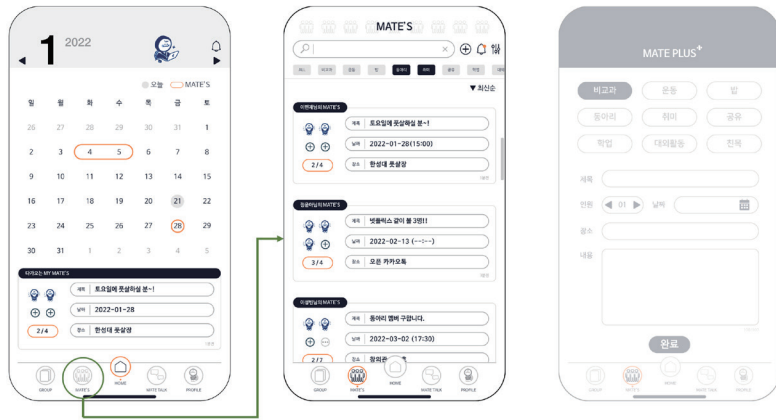 1 2022
오늘 MATE'S
일 월 화 수 목 금 토
26 27 28 29 30 31 1
2 3 4 5 6 7 8
9 10 11 12 13 14 15
16 17 18 19 20 21 22
23 24 25 26 27 28 29
30 31 1 2 3 4 5
다가오는 MY MATE'S
제목 토요일에 풋살하실 분~!
날짜 2022-01-28
2/4 장소 한성대 풋살장
GROUP MATE'S HOME MATE TALK PROFILE
MATE'S
동아리 취미
▼ 최신순
제목 토요일에 풋살하실 분~!
날짜 2022-01-28(15:00)
2/4 장소 한성대 풋살장
제목 넷플릭스 같이 볼 3명!!
날짜 2022-02-13 (--:--)
3/4 장소 오픈 카카오톡
제목 동아리 멤버 구합니다.
날짜 2022-03-02 (17:30)
2/2 장소
GROUP MATE'S HOME MATE TALK PROFILE
MATE PLUS+
비교과 운동 밥
동아리 취미 공유
학업 대외활동 친목
제목
인원 01 날짜
장소
내용
완료
GROUP MATE'S HOME MATE TALK PROFILE